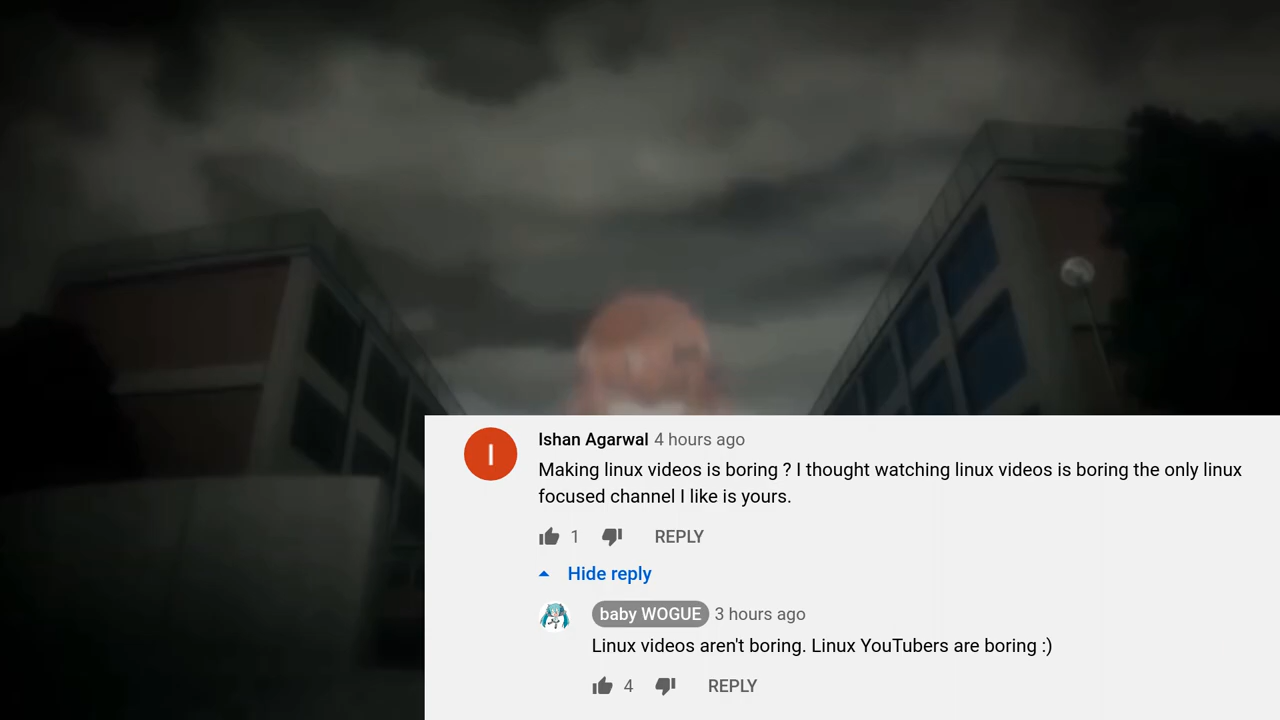 I
Ishan Agarwal 4 hours ago
Making linux videos is boring ? I thought watching linux videos is boring the only linux
focused channel I like is yours.
1 REPLY
Hide reply
baby WOGUE 3 hours ago
Linux videos aren't boring. Linux YouTubers are boring :)
4 REPLY